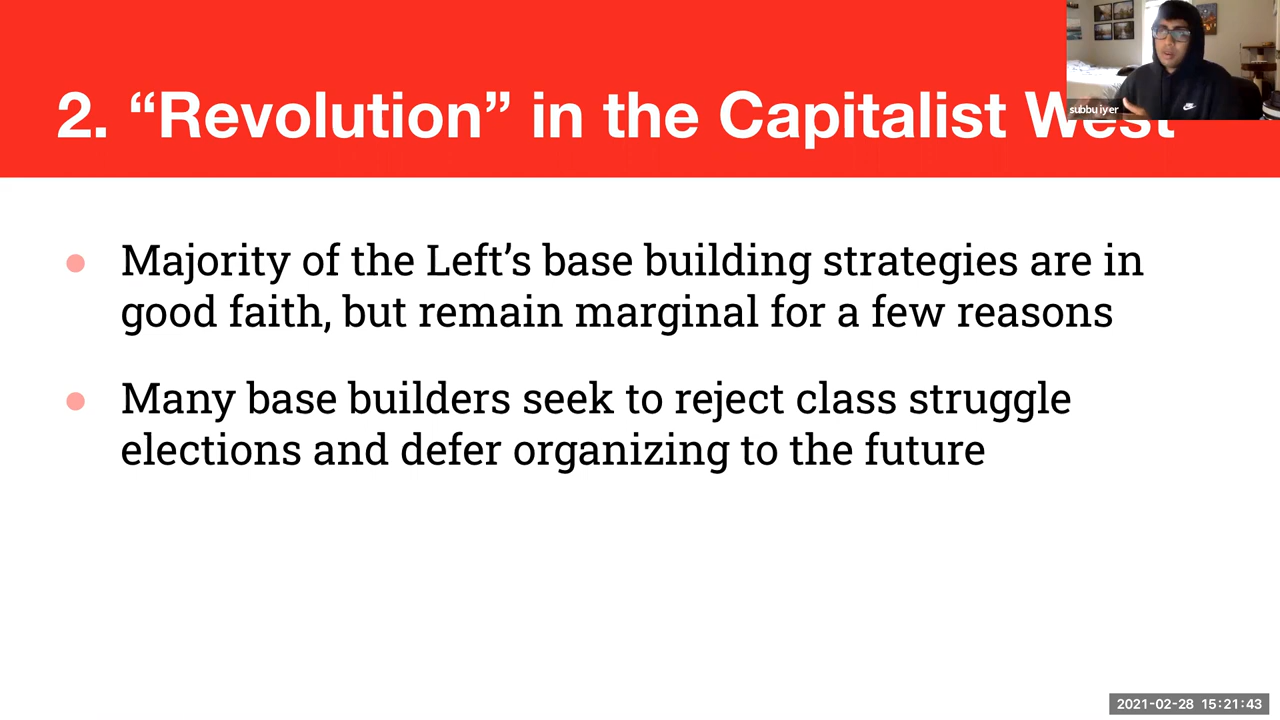 2. “Revolution” in the Capitalist West
subbu iyer
● Majority of the Left’s base building strategies are in
good faith, but remain marginal for a few reasons
● Many base builders seek to reject class struggle
elections and defer organizing to the future
2021-02-28 15:21:43